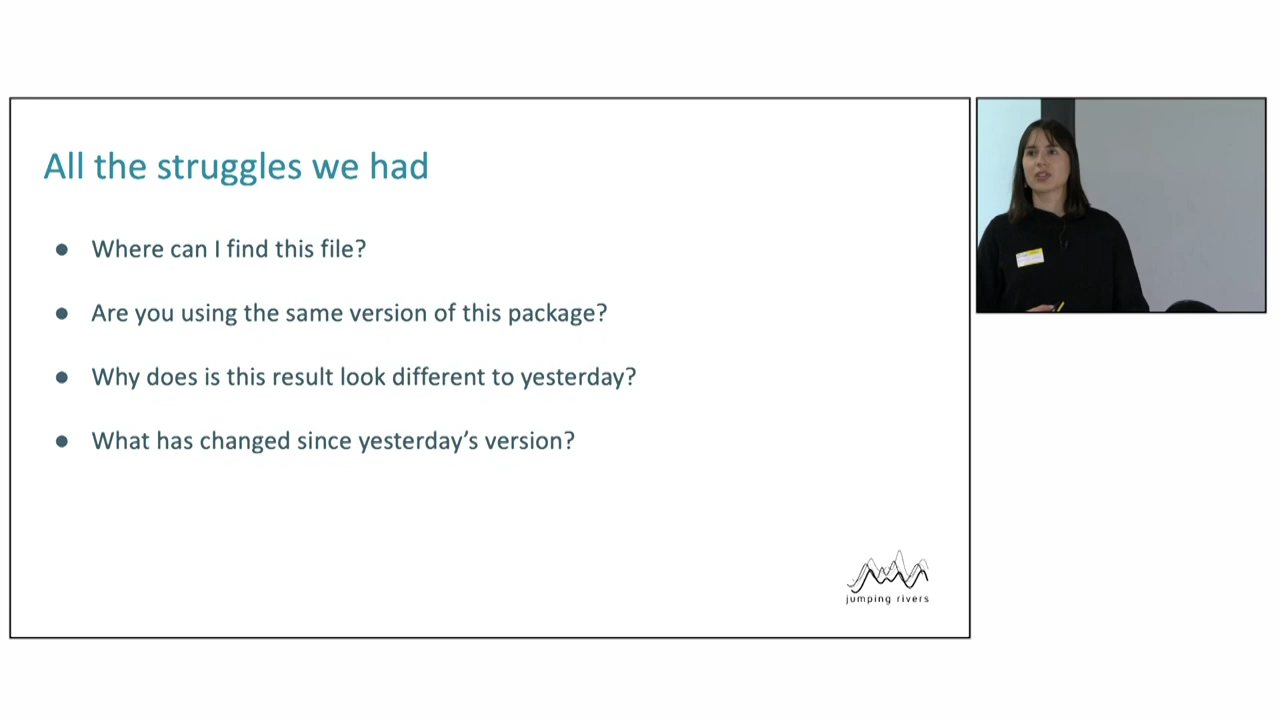 All the struggles we had
Where can I find this file?
Are you using the same version of this package?
Why does is this result look different to yesterday?
What has changed since yesterday's version?
jumping rivers